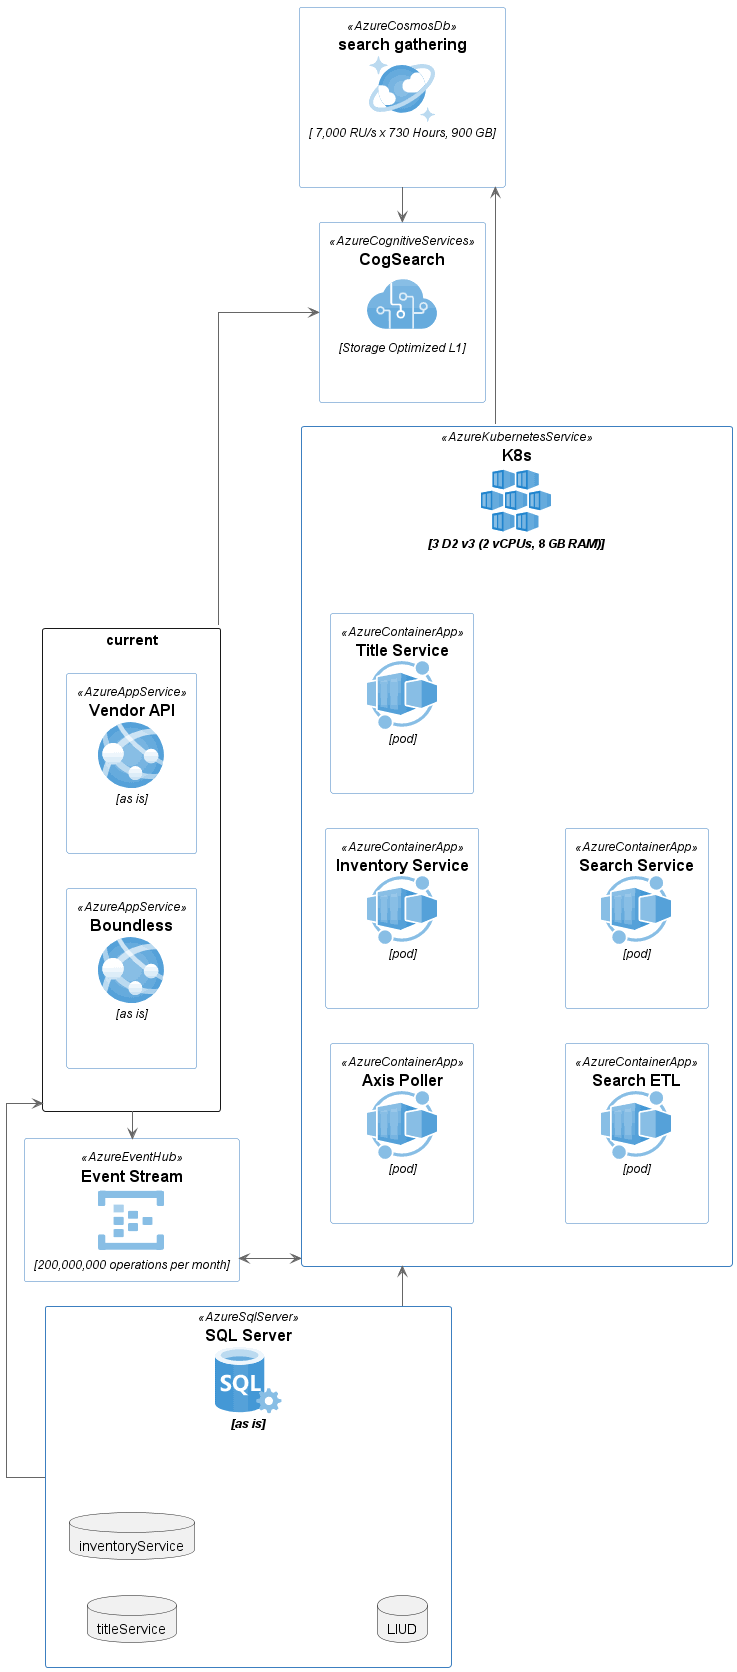 «AzureCosmosDb»
search gathering
[ 7,000 RU/s x 730 Hours, 900 GB]
«AzureCognitiveServices»
CogSearch
[Storage Optimized L1]
«AzureKubernetesService»
K8s
[3 D2 v3 (2 vCPUs, 8 GB RAM)]
«AzureContainerApp»
Title Service
[pod]
«AzureContainerApp»
Inventory Service
[pod]
«AzureContainerApp»
Search Service
[pod]
«AzureContainerApp»
Axis Poller
[pod]
«AzureContainerApp»
Search ETL
[pod]
current
«AzureAppService»
Vendor API
[as is]
«AzureAppService»
Boundless
[as is]
«AzureEventHub»
Event Stream
[200,000,000 operations per month]
«AzureSqlServer»
SQL Server
SQL
[as is]
inventoryService
titleService
LIUD